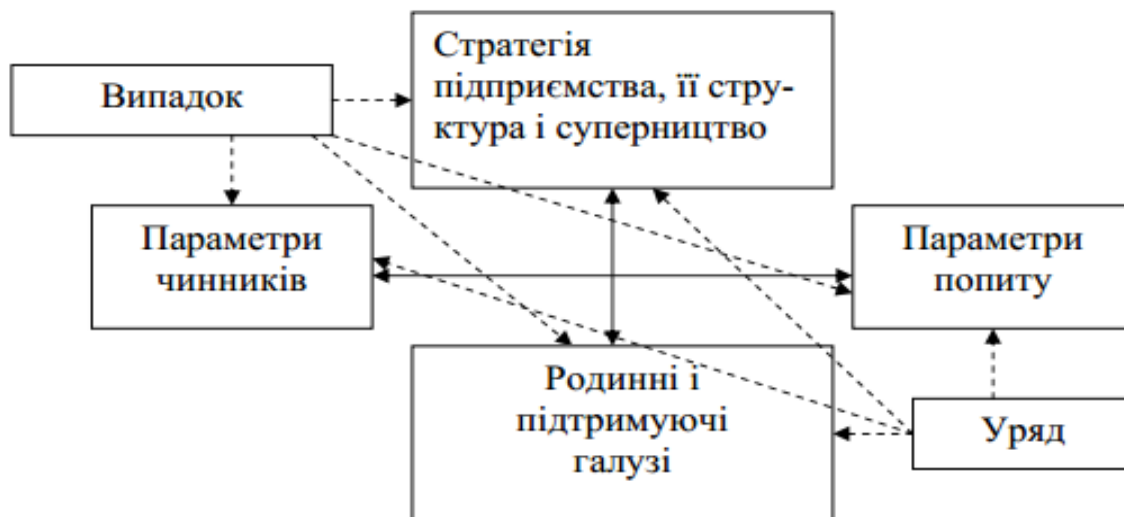 Випадок
Стратегія
підприємства, її стру-
ктура і суперництво
Параметри
чинників
Параметри
попиту
Родинні і
підтримуючі
галузі
Уряд